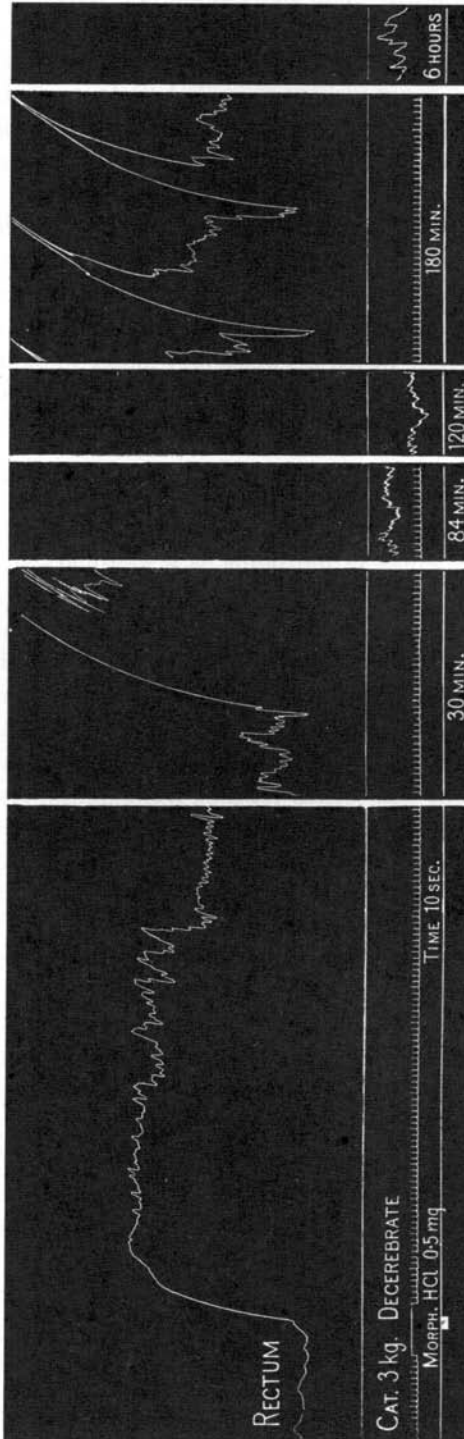 RECTUM
CAT. 3 kg. DECEREBRATE
MORPH. HCl 0·5 mg
TIME 10 SEC.
30 MIN.
84 MIN.
120 MIN.
180 MIN.
6 HOURS